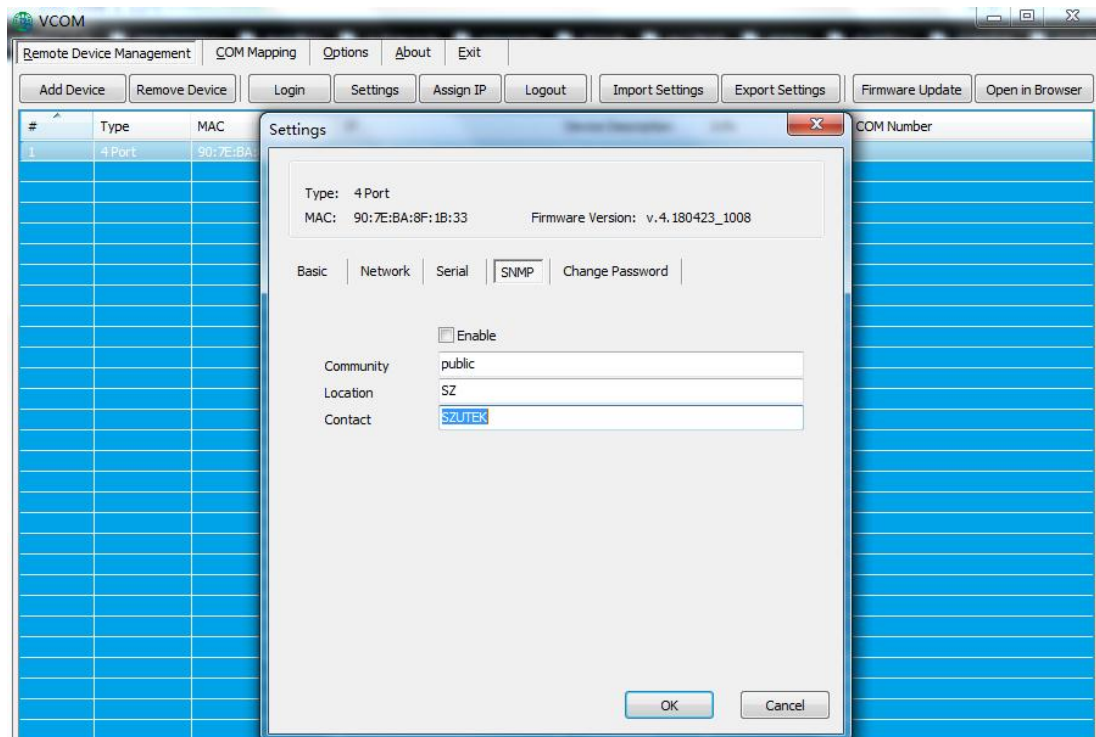 VCOM
Remote Device Management COM Mapping Options About Exit
Add Device Remove Device Login Settings Assign IP Logout Import Settings Export Settings Firmware Update Open in Browser
# Type MAC COM Number
1 4 Port 90:7E:BA:
Settings
Type: 4 Port
MAC: 90:7E:BA:8F:1B:33 Firmware Version: v.4.180423_1008
Basic Network Serial SNMP Change Password
Enable
Community public
Location SZ
Contact SZUTEK
OK Cancel